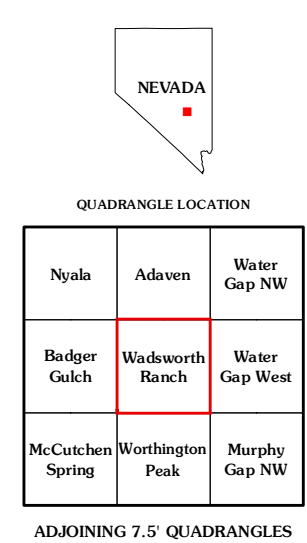 NEVADA
QUADRANGLE LOCATION
Nyala
Adaven
Water
Gap NW
Badger
Gulch
Wadsworth
Ranch
Water
Gap West
McCutchen
Spring
Worthington
Peak
Murphy
Gap NW
ADJOINING 7.5' QUADRANGLES